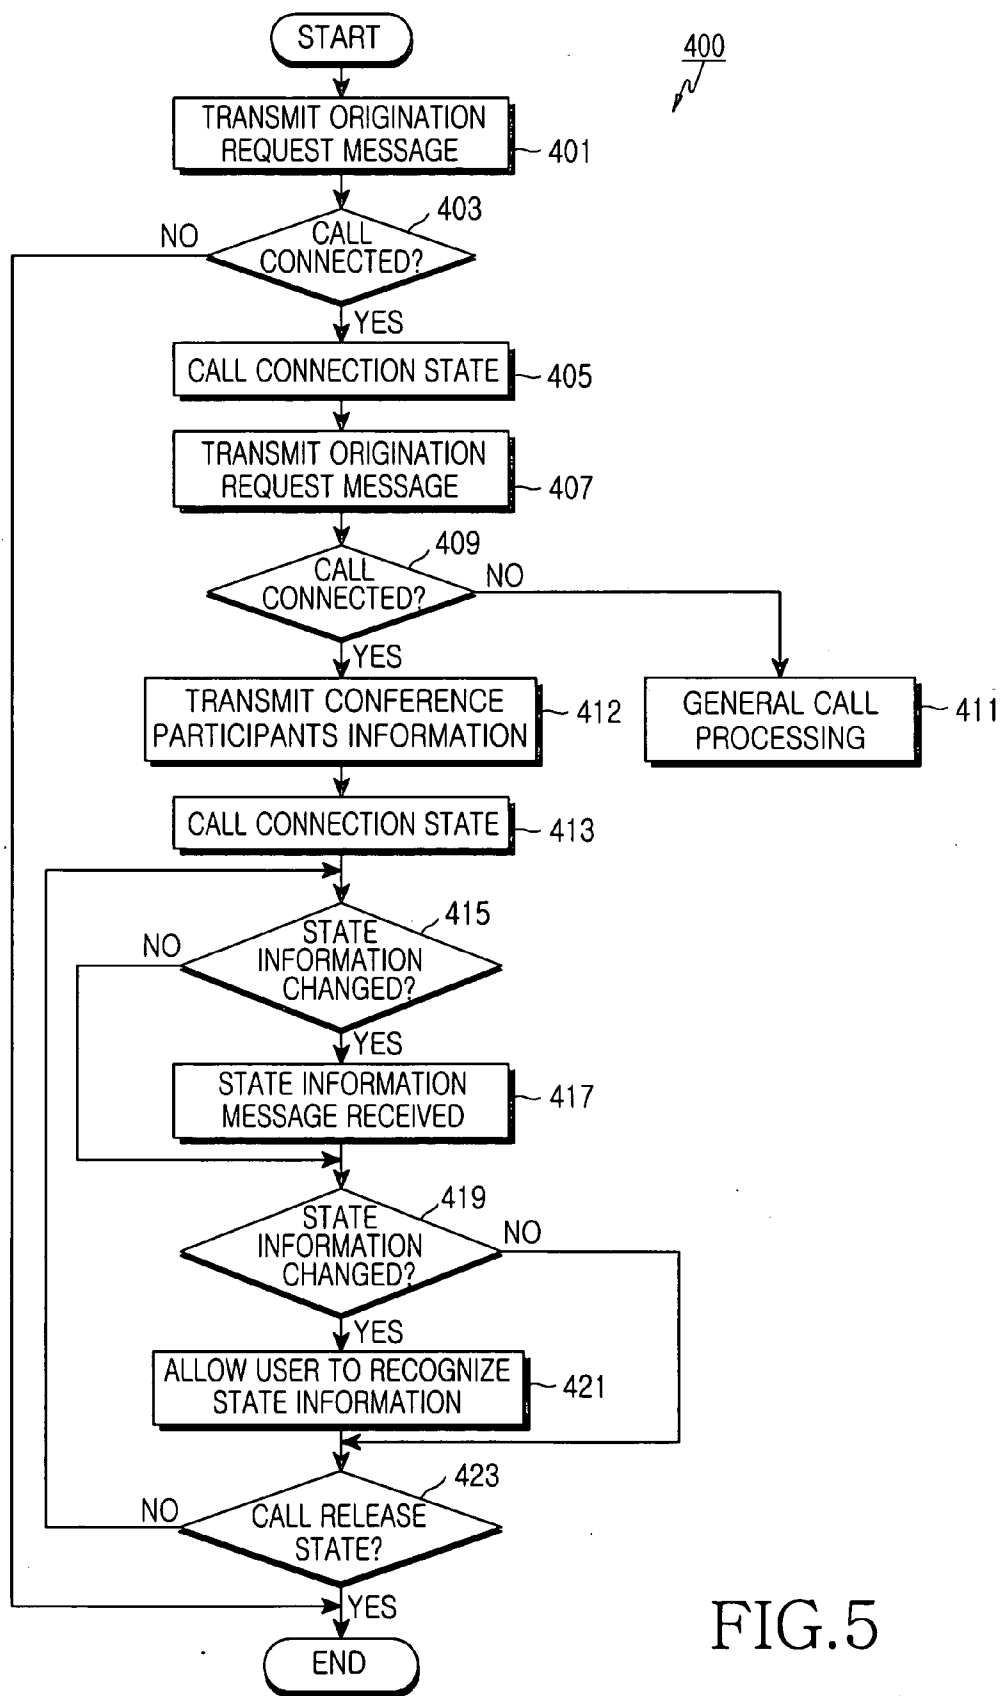 START
400
TRANSMIT ORIGINATION
REQUEST MESSAGE
401
403
NO
CALL
CONNECTED?
YES
CALL CONNECTION STATE
405
TRANSMIT ORIGINATION
REQUEST MESSAGE
407
409
CALL
CONNECTED?
NO
YES
TRANSMIT CONFERENCE
PARTICIPANTS INFORMATION
412
GENERAL CALL
PROCESSING
411
CALL CONNECTION STATE
413
415
NO
STATE
INFORMATION
CHANGED?
YES
STATE INFORMATION
MESSAGE RECEIVED
417
419
STATE
INFORMATION
CHANGED?
NO
YES
ALLOW USER TO RECOGNIZE
STATE INFORMATION
421
423
NO
CALL RELEASE
STATE?
YES
END
FIG.5